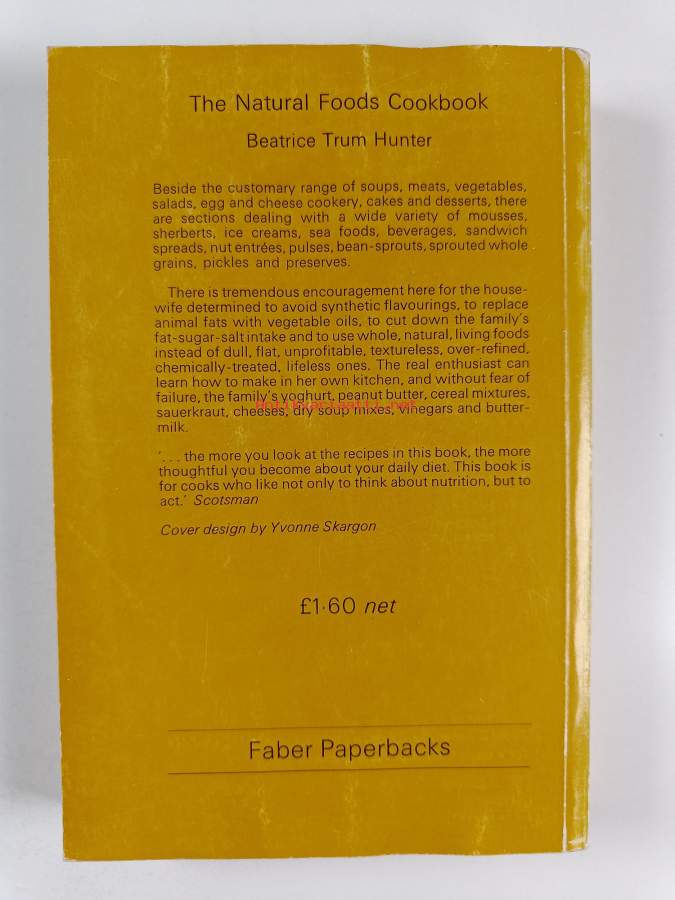 The Natural Foods Cookbook
Beatrice Trum Hunter
Beside the customary range of soups, meats, vegetables,
salads, egg and cheese cookery, cakes and desserts, there
are sections dealing with a wide variety of mousses,
sherberts, ice creams, sea foods, beverages, sandwich
spreads, nut entrées, pulses, bean-sprouts, sprouted whole
grains, pickles and preserves.
There is tremendous encouragement here for the house-
wife determined to avoid synthetic flavourings, to replace
animal fats with vegetable oils, to cut down the family's
fat-sugar-salt intake and to use whole, natural, living foods
instead of dull, flat, unprofitable, textureless, over-refined,
chemically-treated, lifeless ones. The real enthusiast can
learn how to make in her own kitchen, and without fear of
failure, the family's yoghurt, peanut butter, cereal mixtures,
sauerkraut, cheeses, dry soup mixes, vinegars and butter-
milk.
'. . . the more you look at the recipes in this book, the more
thoughtful you become about your daily diet. This book is
for cooks who like not only to think about nutrition, but to
act.' Scotsman
Cover design by Yvonne Skargon
£1·60 net
Faber Paperbacks